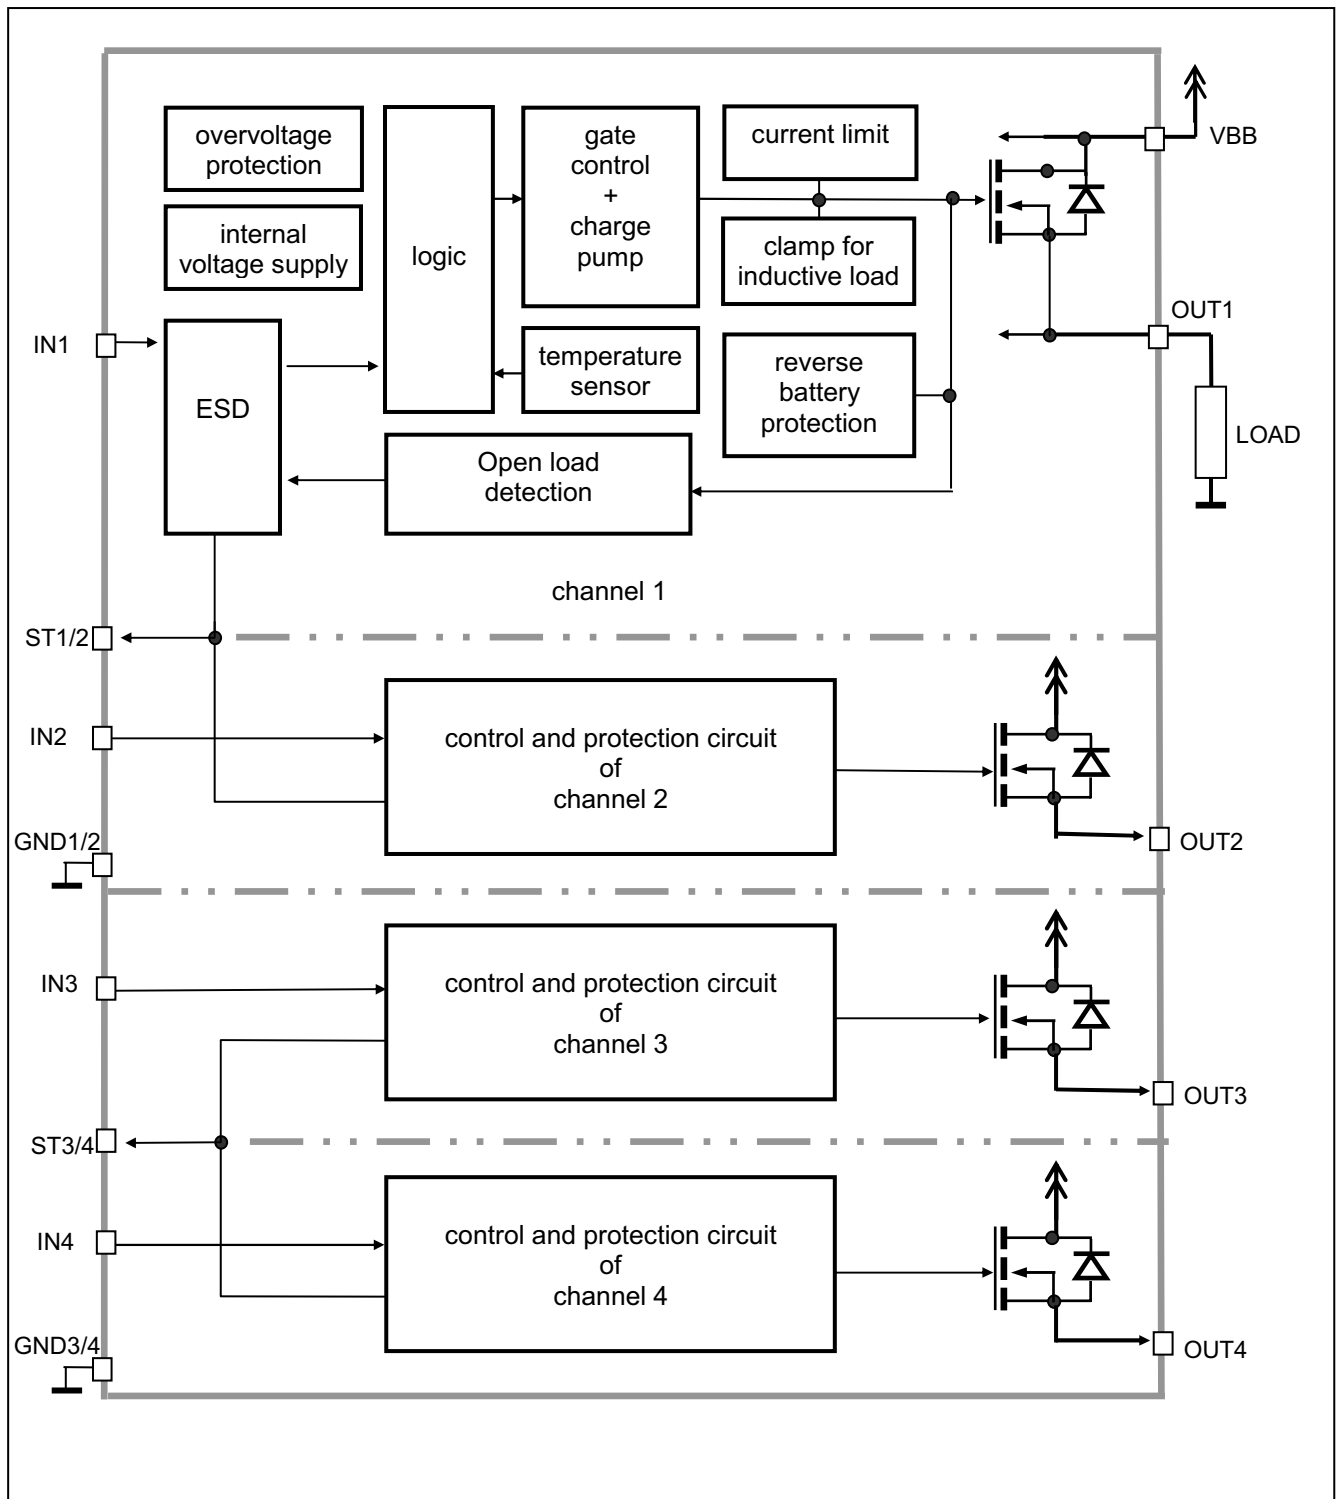 overvoltage
protection
internal
voltage supply
logic
gate
control
+
charge
pump
current limit
clamp for
inductive load
VBB
OUT1
IN1
ESD
temperature
sensor
reverse
battery
protection
LOAD
Open load
detection
channel 1
ST1/2
IN2
control and protection circuit
of
channel 2
GND1/2
OUT2
IN3
control and protection circuit
of
channel 3
OUT3
ST3/4
IN4
control and protection circuit
of
channel 4
GND3/4
OUT4